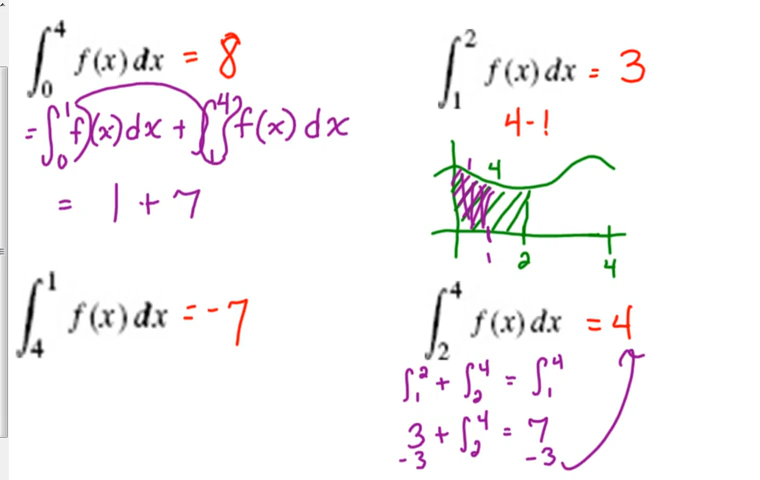 ∫₀⁴ f(x) dx = 8
= ∫₀¹ f(x) dx + ∫₁⁴ f(x) dx
= 1 + 7
∫₄¹ f(x) dx = -7
∫₁² f(x) dx = 3
4 - 1
1 4
1 2 4
∫₂⁴ f(x) dx = 4
∫₁² + ∫₂⁴ = ∫₁⁴
3 + ∫₂⁴ = 7
-3 -3